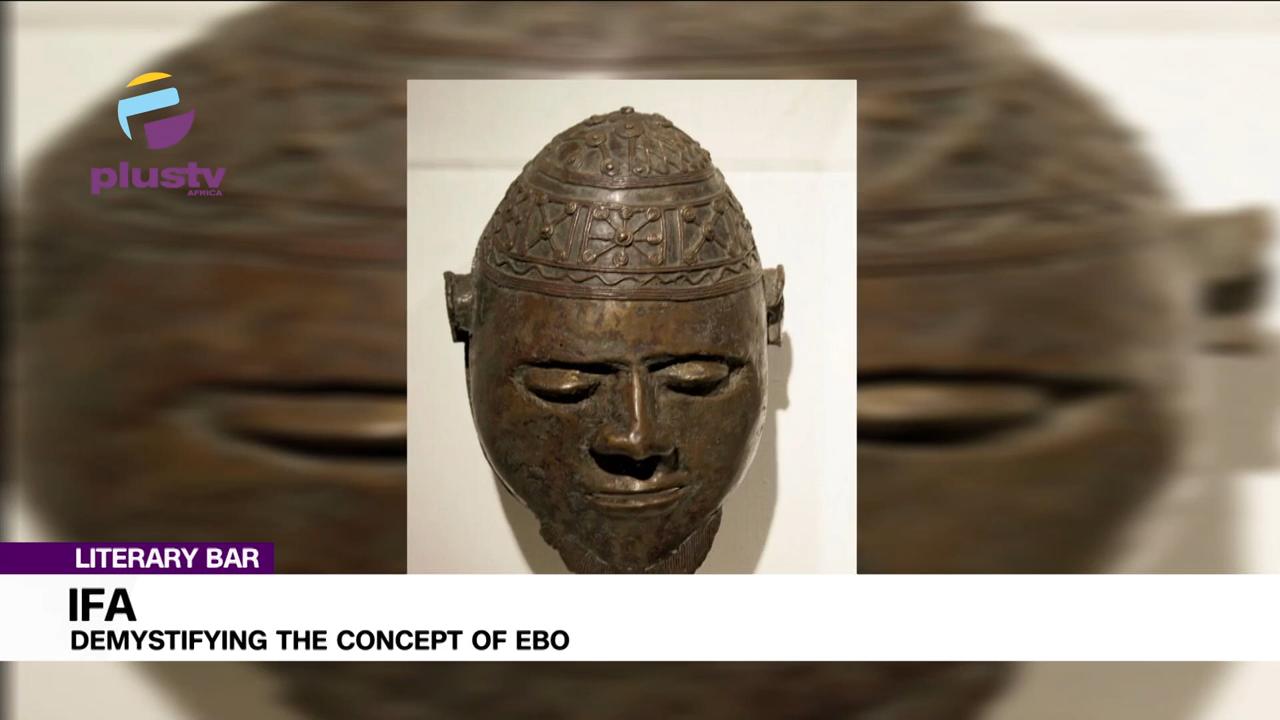 plustv
AFRICA
LITERARY BAR
IFA
DEMYSTIFYING THE CONCEPT OF EBO